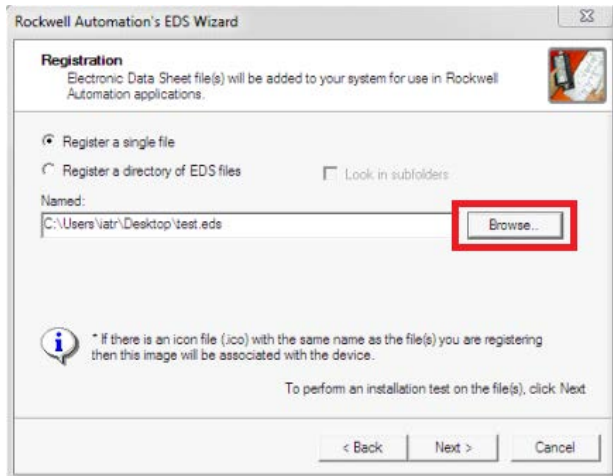 Rockwell Automation's EDS Wizard
Registration
Electronic Data Sheet file(s) will be added to your system for use in Rockwell
Automation applications.
Register a single file
Register a directory of EDS files
Look in subfolders
Named:
C:\Users\iatr\Desktop\test.eds
Browse...
* If there is an icon file (.ico) with the same name as the file(s) you are registering
then this image will be associated with the device.
To perform an installation test on the file(s), click Next
< Back
Next >
Cancel